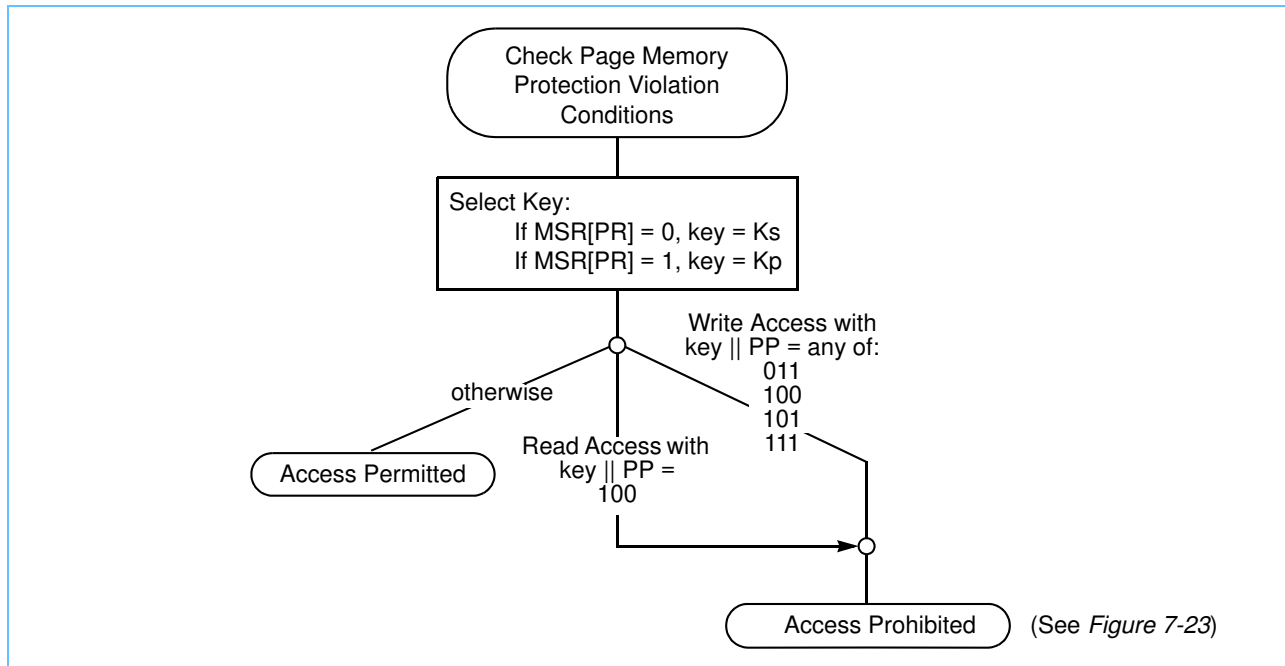 Check Page Memory
Protection Violation
Conditions
Select Key:
If MSR[PR] = 0, key = Ks
If MSR[PR] = 1, key = Kp
Write Access with
key || PP = any of:
011
100
101
111
otherwise
Read Access with
key || PP =
100
Access Permitted
Access Prohibited
(See Figure 7-23)